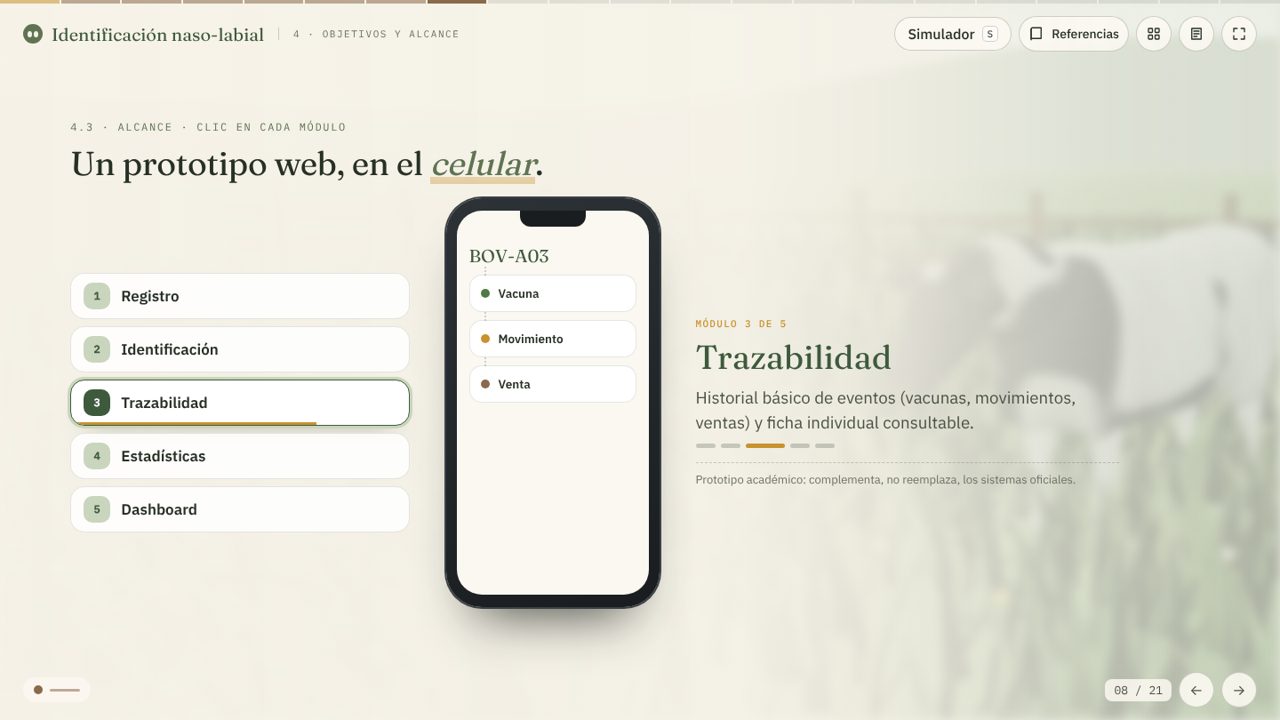 Identificación naso-labial
4 · OBJETIVOS Y ALCANCE
Simulador S
Referencias
4.3 · ALCANCE · CLIC EN CADA MÓDULO
Un prototipo web, en el celular.
1 Registro
2 Identificación
3 Trazabilidad
4 Estadísticas
5 Dashboard
BOV-A03
Vacuna
Movimiento
Venta
MÓDULO 3 DE 5
Trazabilidad
Historial básico de eventos (vacunas, movimientos,
ventas) y ficha individual consultable.
Prototipo académico: complementa, no reemplaza, los sistemas oficiales.
08 / 21